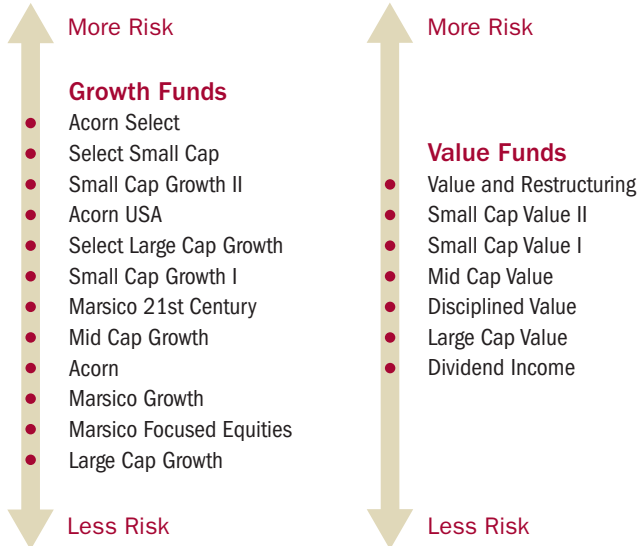 More Risk
Growth Funds
Acorn Select
Select Small Cap
Small Cap Growth II
Acorn USA
Select Large Cap Growth
Small Cap Growth I
Marsico 21st Century
Mid Cap Growth
Acorn
Marsico Growth
Marsico Focused Equities
Large Cap Growth
Less Risk
More Risk
Value Funds
Value and Restructuring
Small Cap Value II
Small Cap Value I
Mid Cap Value
Disciplined Value
Large Cap Value
Dividend Income
Less Risk